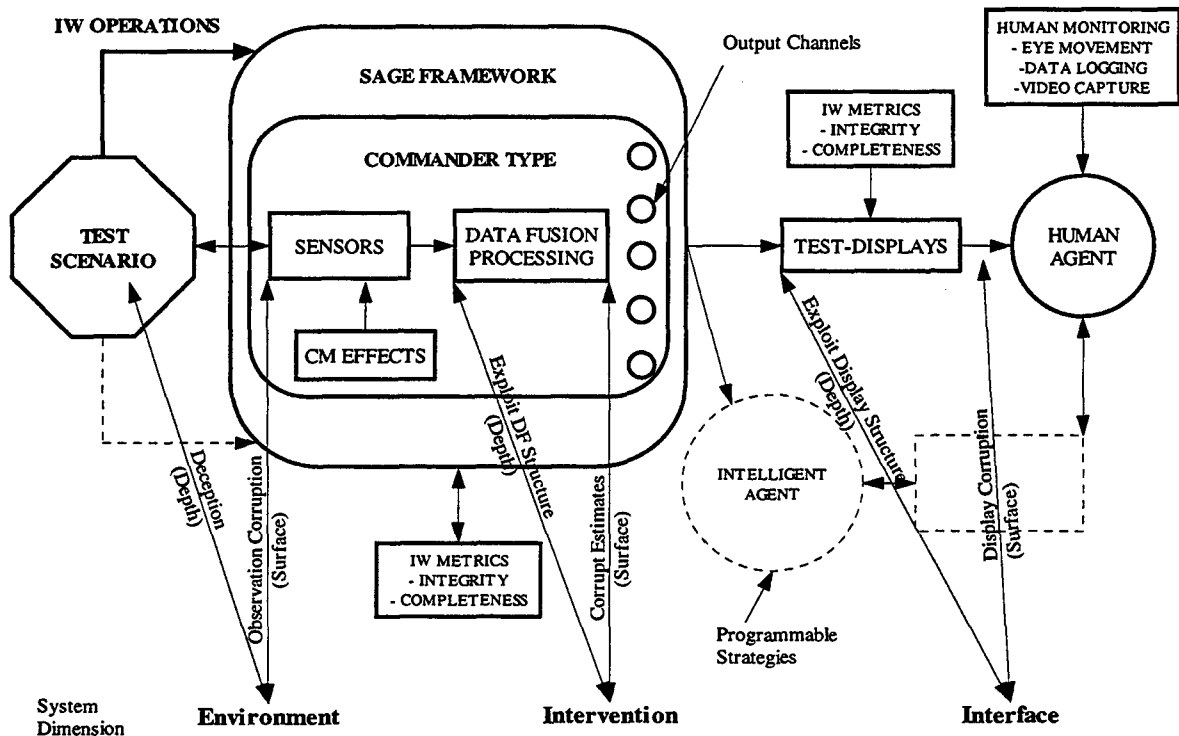 IW OPERATIONS
SAGE FRAMEWORK
Output Channels
HUMAN MONITORING
- EYE MOVEMENT
-DATA LOGGING
-VIDEO CAPTURE
COMMANDER TYPE
IW METRICS
- INTEGRITY
- COMPLETENESS
TEST
SCENARIO
SENSORS
DATA FUSION
PROCESSING
TEST-DISPLAYS
HUMAN
AGENT
CM EFFECTS
Deception
(Depth)
Observation Corruption
(Surface)
Exploit DF Structure
(Depth)
Corrupt Estimates
(Surface)
Exploit Display Structure
(Depth)
Display Corruption
(Surface)
INTELLIGENT
AGENT
IW METRICS
- INTEGRITY
- COMPLETENESS
Programmable
Strategies
System
Dimension
Environment
Intervention
Interface